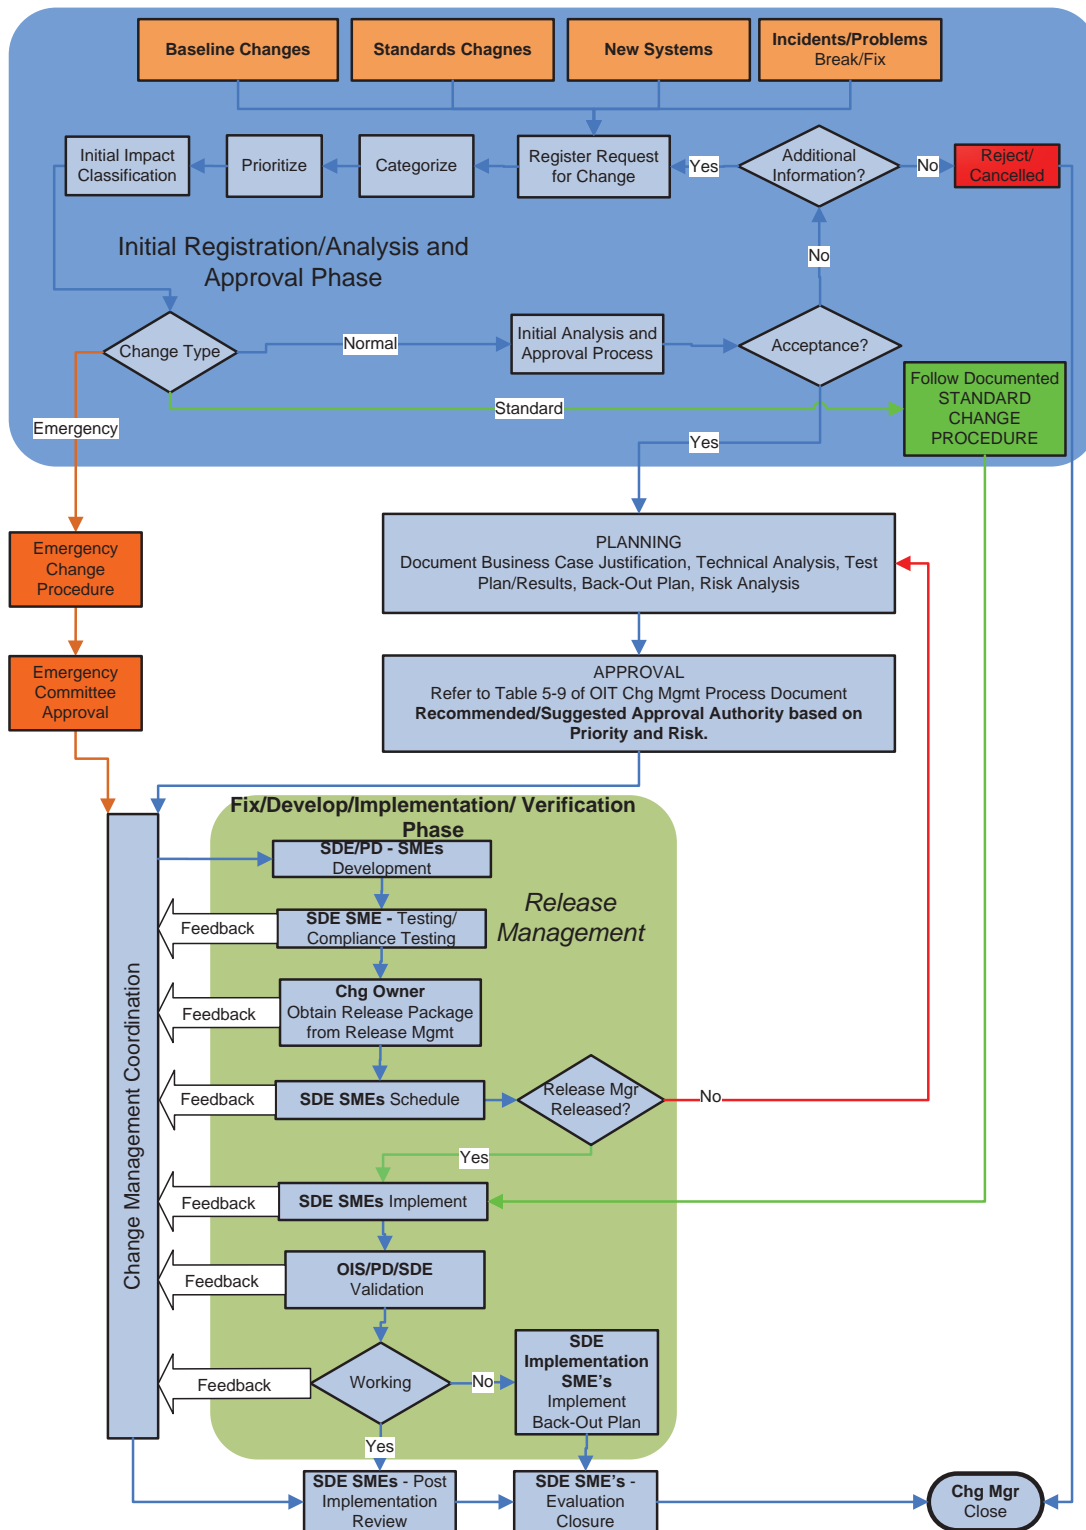 Baseline Changes
Standards Chagnes
New Systems
Incidents/Problems
Break/Fix
Initial Impact
Classification
Prioritize
Categorize
Register Request
for Change
Yes
Additional
Information?
No
Reject/
Cancelled
Initial Registration/Analysis and
Approval Phase
No
Change Type
Normal
Initial Analysis and
Approval Process
Acceptance?
Follow Documented
STANDARD
CHANGE
PROCEDURE
Standard
Emergency
Yes
Emergency
Change
Procedure
PLANNING
Document Business Case Justification, Technical Analysis, Test
Plan/Results, Back-Out Plan, Risk Analysis
Emergency
Committee
Approval
APPROVAL
Refer to Table 5-9 of OIT Chg Mgmt Process Document
Recommended/Suggested Approval Authority based on
Priority and Risk.
Change Management Coordination
Fix/Develop/Implementation/ Verification
Phase
SDE/PD - SMEs
Development
Release
Management
Feedback
SDE SME - Testing/
Compliance Testing
Feedback
Chg Owner
Obtain Release Package
from Release Mgmt
Feedback
SDE SMEs Schedule
Release Mgr
Released?
No
Yes
Feedback
SDE SMEs Implement
Feedback
OIS/PD/SDE
Validation
Feedback
Working
No
SDE
Implementation
SME's
Implement
Back-Out Plan
Yes
SDE SMEs - Post
Implementation
Review
SDE SME's -
Evaluation
Closure
Chg Mgr
Close